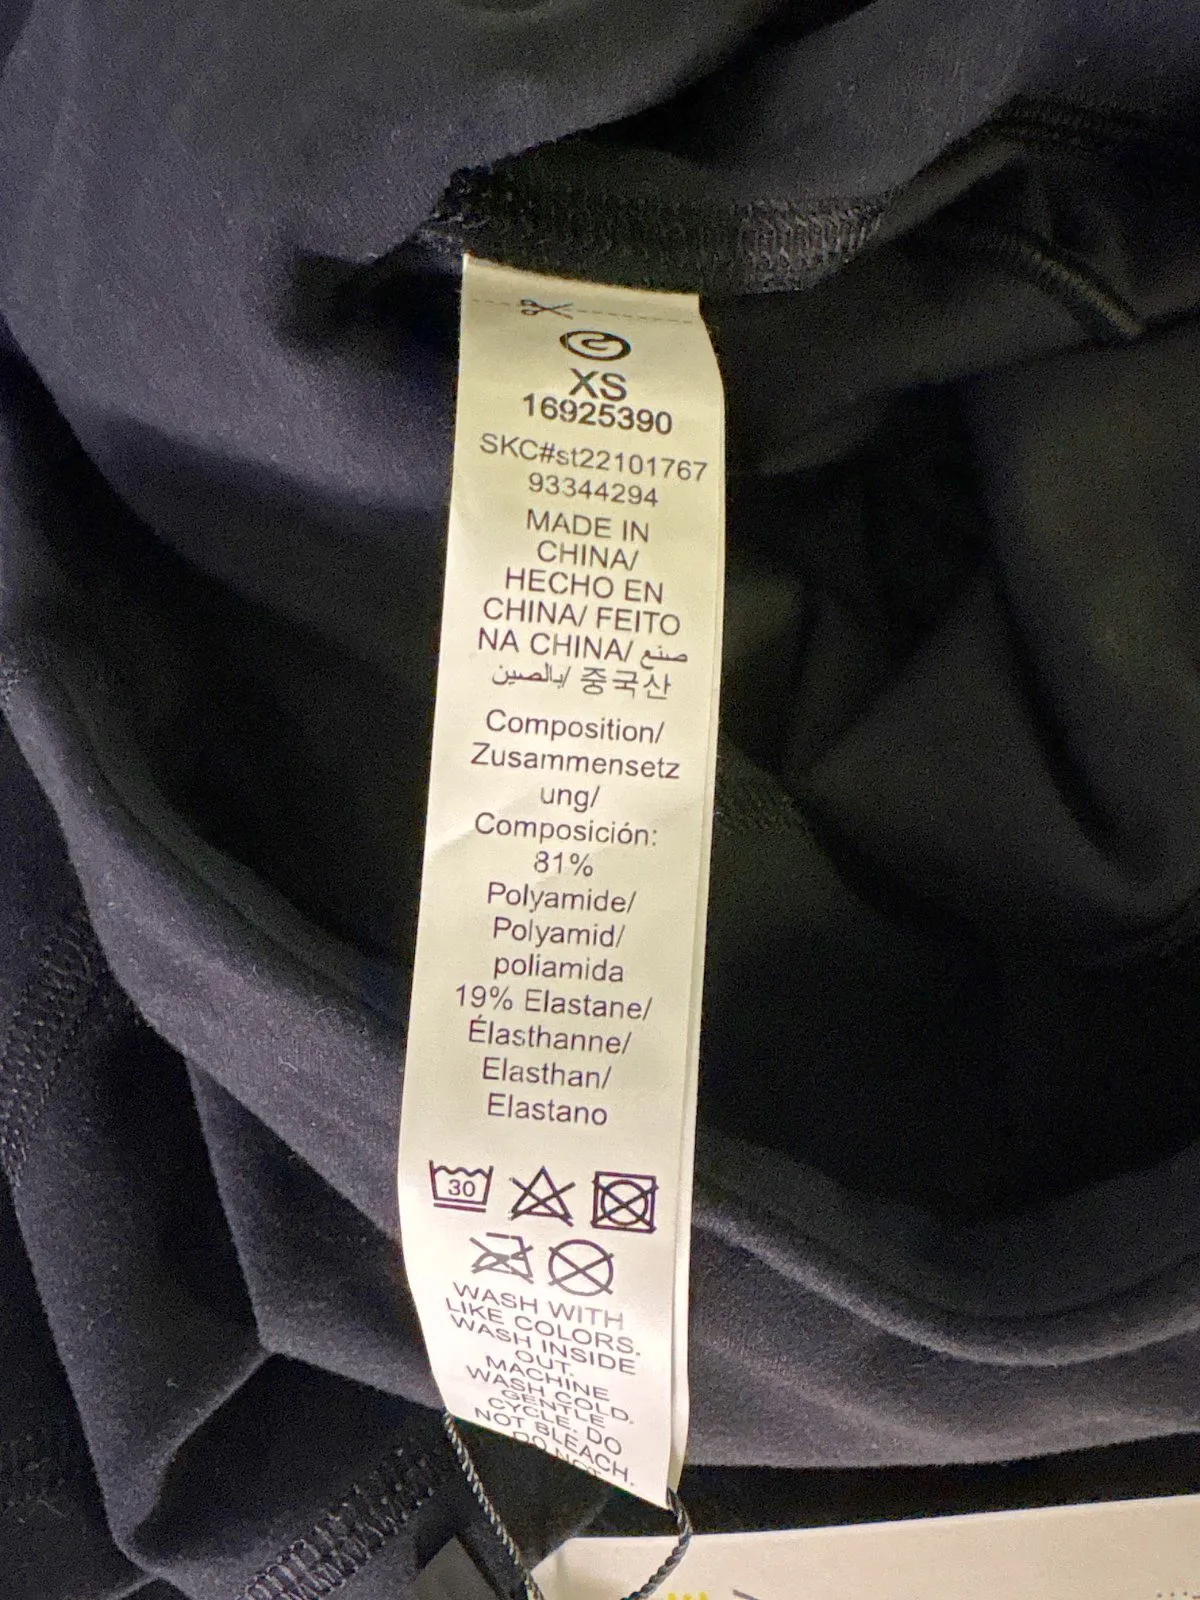 XS
16925390
SKC#st22101767
93344294
MADE IN
CHINA/
HECHO EN
CHINA/ FEITO
NA CHINA/ صنع
بالصين/ 중국산
Composition/
Zusammensetz
ung/
Composición:
81%
Polyamide/
Polyamid/
poliamida
19% Elastane/
Élasthanne/
Elasthan/
Elastano
30
WASH WITH
LIKE COLORS.
WASH INSIDE
OUT.
MACHINE
WASH COLD.
GENTLE
CYCLE. DO
NOT BLEACH.
DO NOT